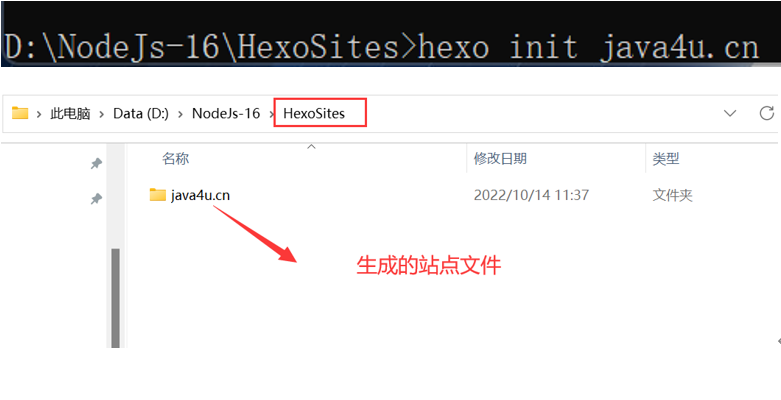 D:\NodeJs-16\HexoSites>hexo init java4u.cn
此电脑 > Data (D:) > NodeJs-16 > HexoSites
名称 修改日期 类型
java4u.cn 2022/10/14 11:37 文件夹
生成的站点文件